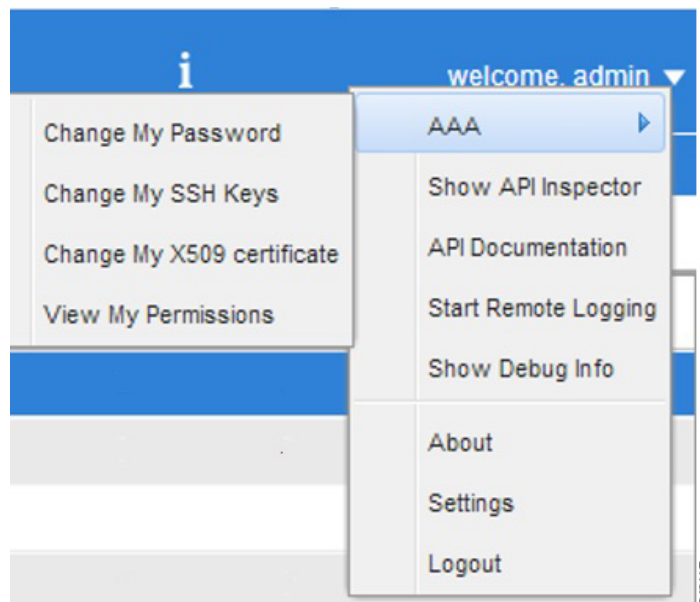 i
welcome, admin
AAA
Show API Inspector
API Documentation
Start Remote Logging
Show Debug Info
About
Settings
Logout
Change My Password
Change My SSH Keys
Change My X509 certificate
View My Permissions